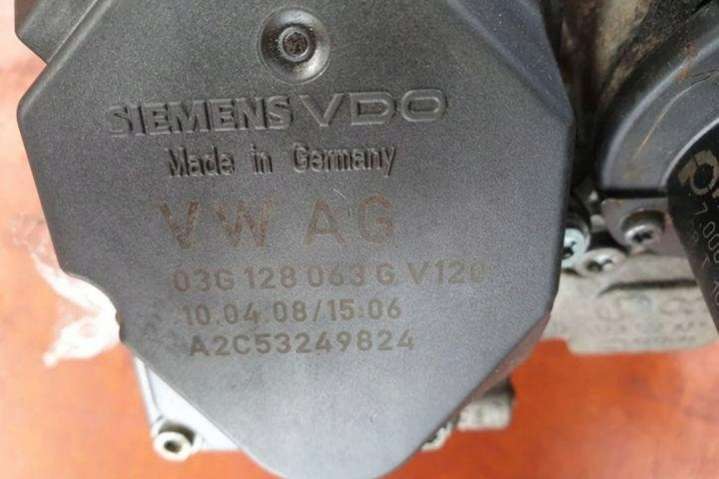 SIEMENS VDO
Made in Germany
VW AG
03G 128 063 G V120
10.04.08/15:06
A2C53249824